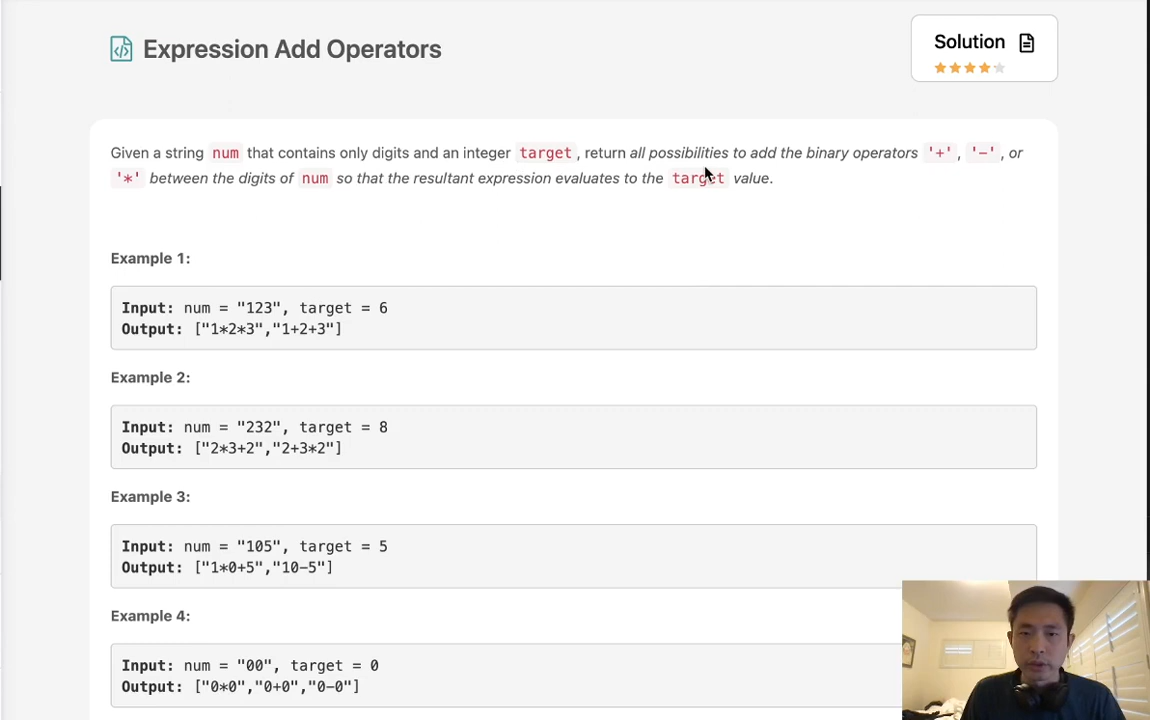 Expression Add Operators
Solution
Given a string num that contains only digits and an integer target, return all possibilities to add the binary operators '+', '-', or
'*' between the digits of num so that the resultant expression evaluates to the target value.
Example 1:
Input: num = "123", target = 6
Output: ["1*2*3","1+2+3"]
Example 2:
Input: num = "232", target = 8
Output: ["2*3+2","2+3*2"]
Example 3:
Input: num = "105", target = 5
Output: ["1*0+5","10-5"]
Example 4:
Input: num = "00", target = 0
Output: ["0*0","0+0","0-0"]